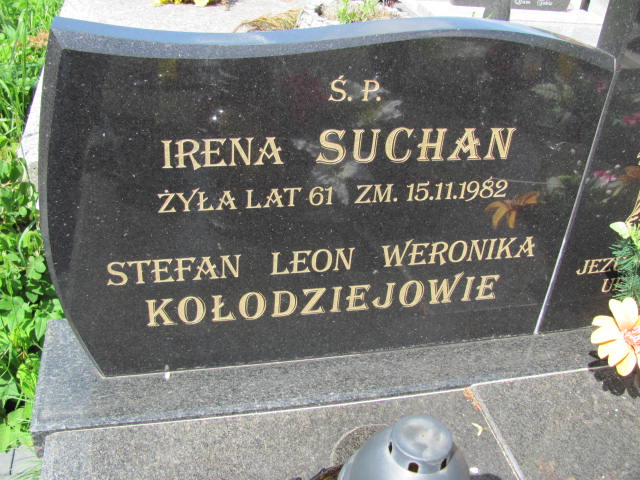 Ś. P.
IRENA SUCHAN
ŻYŁA LAT 61 ZM. 15.11.1982
STEFAN LEON WERONIKA
KOŁODZIEJOWIE